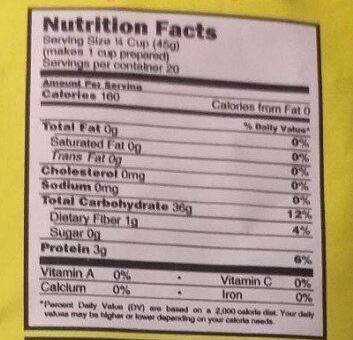 Nutrition Facts
Serving Size ¼ Cup (45g)
(makes 1 cup prepared)
Servings per container 20
Amount Per Serving
Calories 160 Calories from Fat 0
% Daily Value*
Total Fat 0g 0%
Saturated Fat 0g 0%
Trans Fat 0g 0%
Cholesterol 0mg 0%
Sodium 0mg 0%
Total Carbohydrate 36g 12%
Dietary Fiber 1g 4%
Sugar 0g
Protein 3g 6%
Vitamin A 0% • Vitamin C 0%
Calcium 0% • Iron 0%
*Percent Daily Value (DV) are based on a 2,000 calorie diet. Your daily
values may be higher or lower depending on your calorie needs.